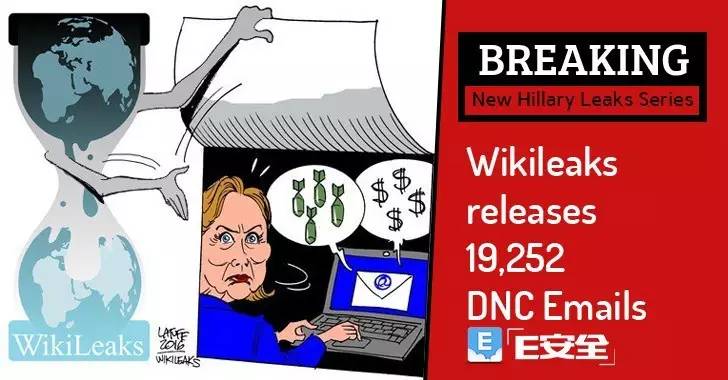 BREAKING
New Hillary Leaks Series
Wikileaks
releases
19,252
DNC Emails
E「E安全」
WikiLeaks
$ $
$
$ $
@
LATUFF
2016
WIKILEAKS